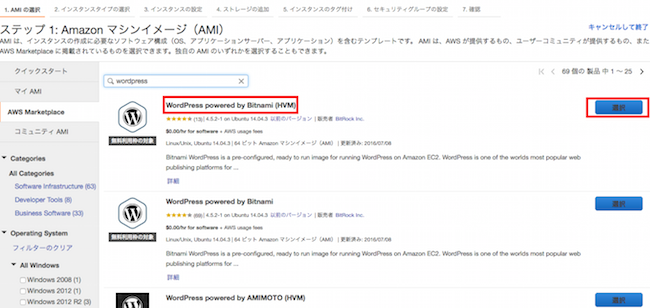 1. AMI の選択 2. インスタンスタイプの選択 3. インスタンスの設定 4. ストレージの追加 5. インスタンスのタグ付け 6. セキュリティグループの設定 7. 確認
ステップ 1: Amazon マシンイメージ（AMI）
キャンセルして終了
AMI は、インスタンスの作成に必要なソフトウェア構成（OS、アプリケーションサーバー、アプリケーション）を含むテンプレートです。 AMI は、AWS が提供するもの、ユーザーコミュニティが提供するもの、また
AWS Marketplace に掲載されているものを選択できます。独自の AMI のいずれかを選択することもできます。
クイックスタート
マイ AMI
AWS Marketplace
コミュニティ AMI
Categories
All Categories
Software Infrastructure (63)
Developer Tools (8)
Business Software (33)
Operating System
フィルターのクリア
All Windows
Windows 2008 (1)
Windows 2012 (1)
Windows 2012 R2 (3)
wordpress
69 個の 製品 中 1～25
WordPress powered by Bitnami (HVM)
選択
(13) | 4.5.2-1 on Ubuntu 14.04.3 以前のバージョン | 販売者 BitRock Inc.
$0.00/hr for software + AWS usage fees
無料利用枠の対象
Linux/Unix, Ubuntu 14.04.3 | 64 ビット Amazon マシンイメージ（AMI） | 更新済み: 2016/07/08
Bitnami WordPress is a pre-configured, ready to run image for running WordPress on Amazon EC2. WordPress is one of the worlds most popular web
publishing platforms for ...
詳細
WordPress powered by Bitnami
選択
(69) | 4.5.2-1 on Ubuntu 14.04.3 以前のバージョン | 販売者 BitRock Inc.
$0.00/hr for software + AWS usage fees
無料利用枠の対象
Linux/Unix, Ubuntu 14.04.3 | 64 ビット Amazon マシンイメージ（AMI） | 更新済み: 2016/07/08
Bitnami WordPress is a pre-configured, ready to run image for running WordPress on Amazon EC2. WordPress is one of the worlds most popular web
publishing platforms for ...
詳細
WordPress powered by AMIMOTO (HVM)
選択